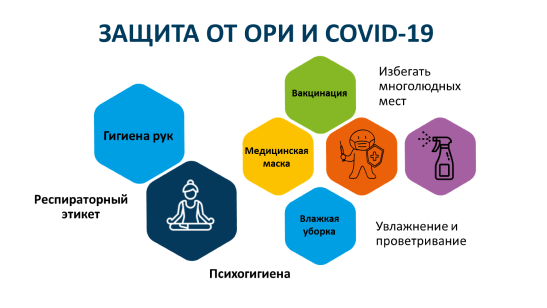 ЗАЩИТА ОТ ОРИ И COVID-19
Избегать
многолюдных
мест
Вакцинация
Гигиена рук
Медицинская
маска
Респираторный
этикет
Влажкая
уборка
Увлажнение и
проветривание
Психогигиена